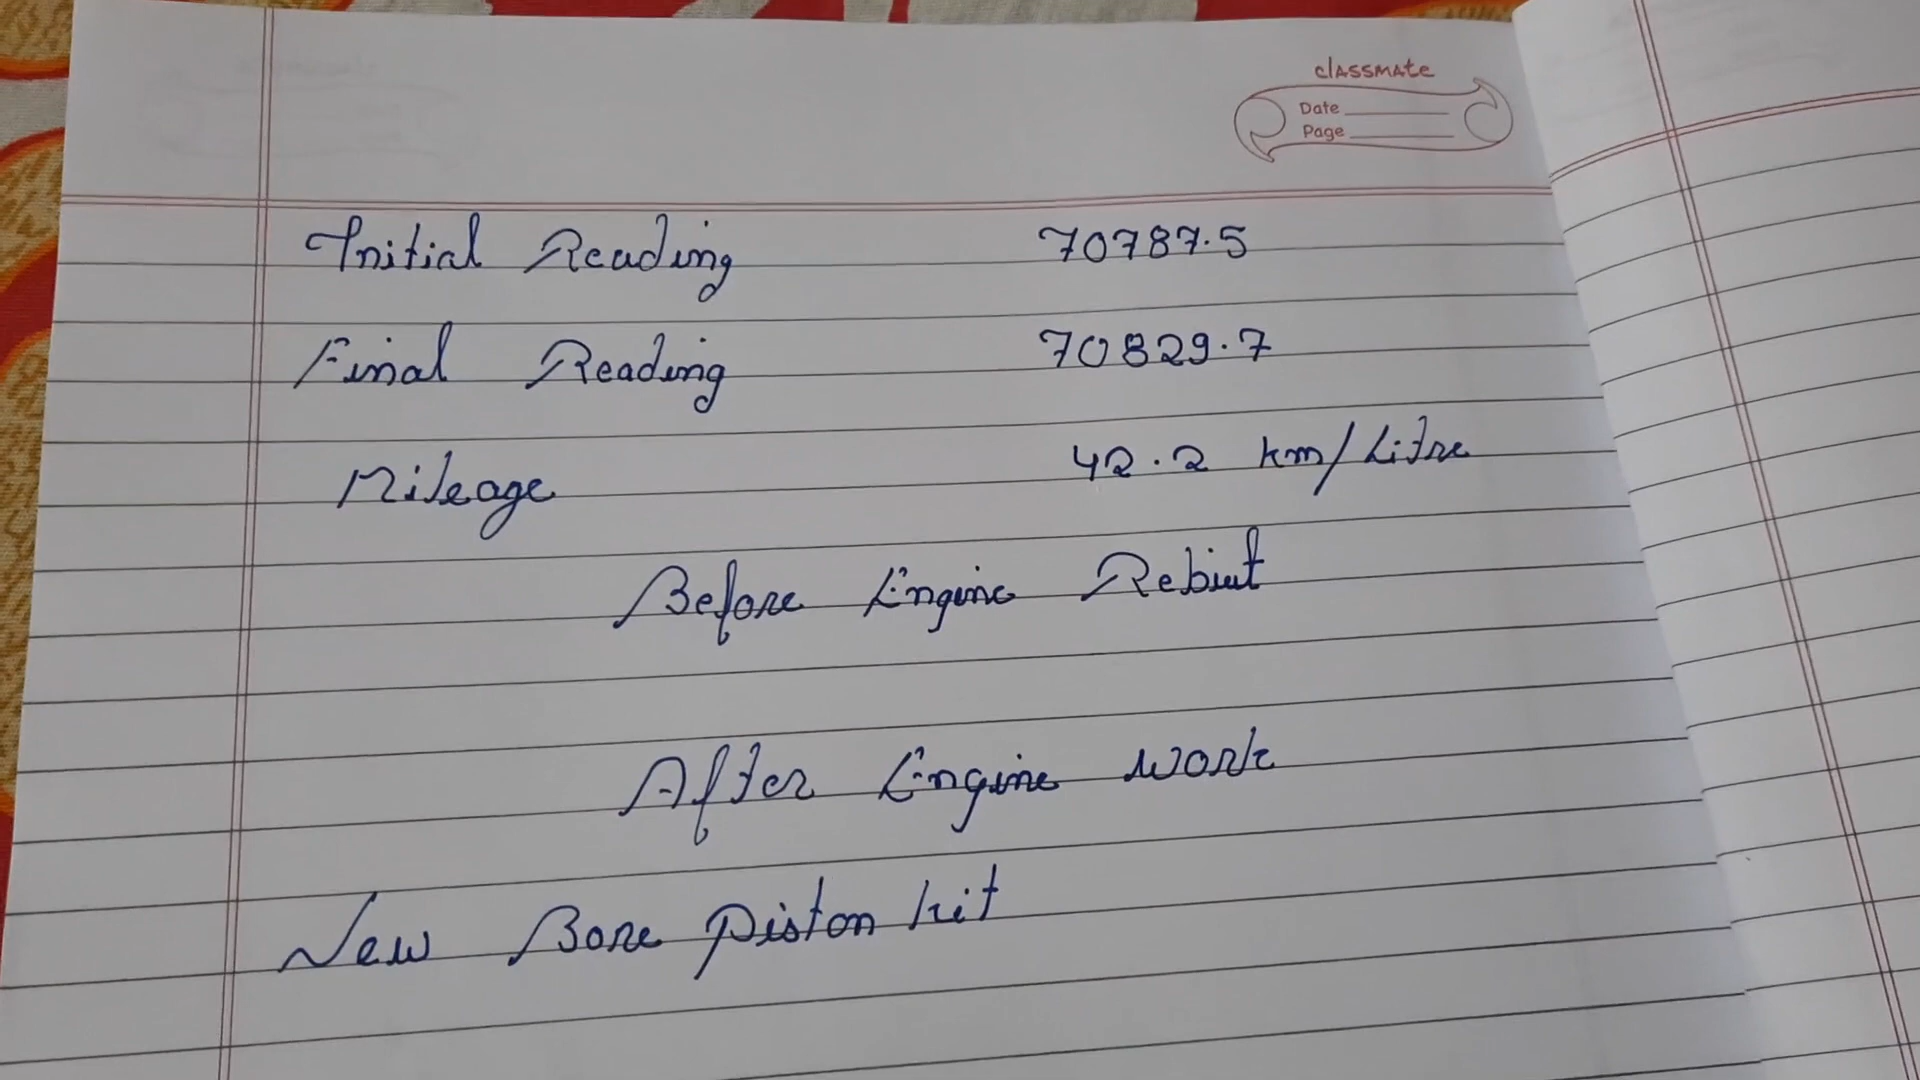 classmate
Date
Page
Initial Reading 70787.5
Final Reading 70829.7
Mileage 42.2 km/Litre
Before Engine Rebiut
After Engine work
New Bore piston kit